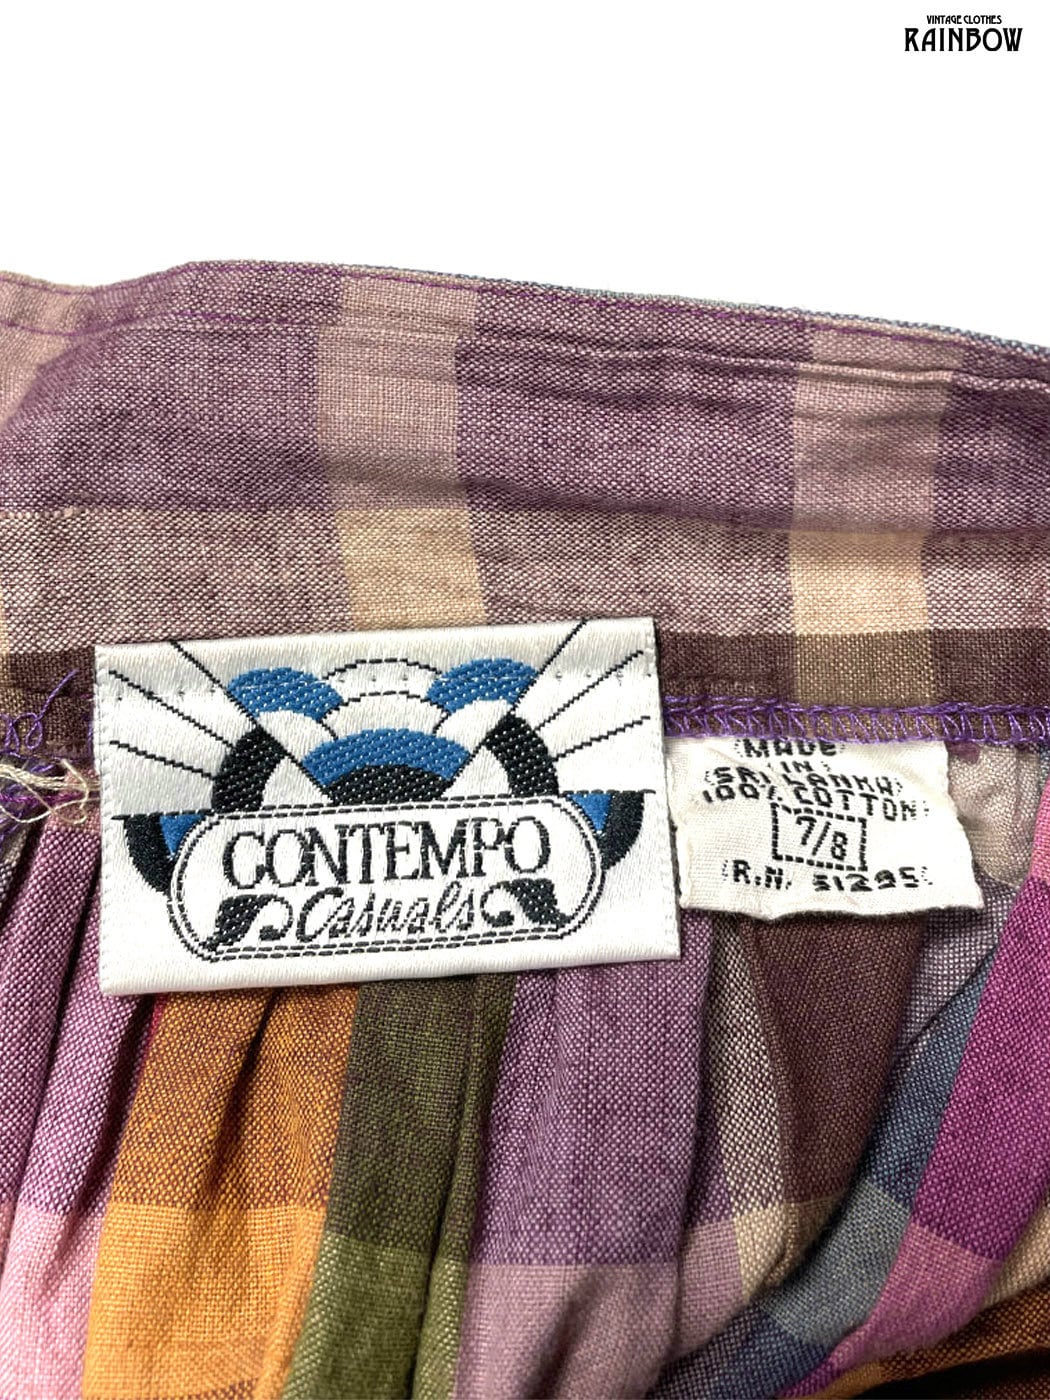 VINTAGE CLOTHES
RAINBOW
CONTEMPO
Casuals
MADE
IN
SRI LANKA
100% COTTON
7/8
R.N. 51295